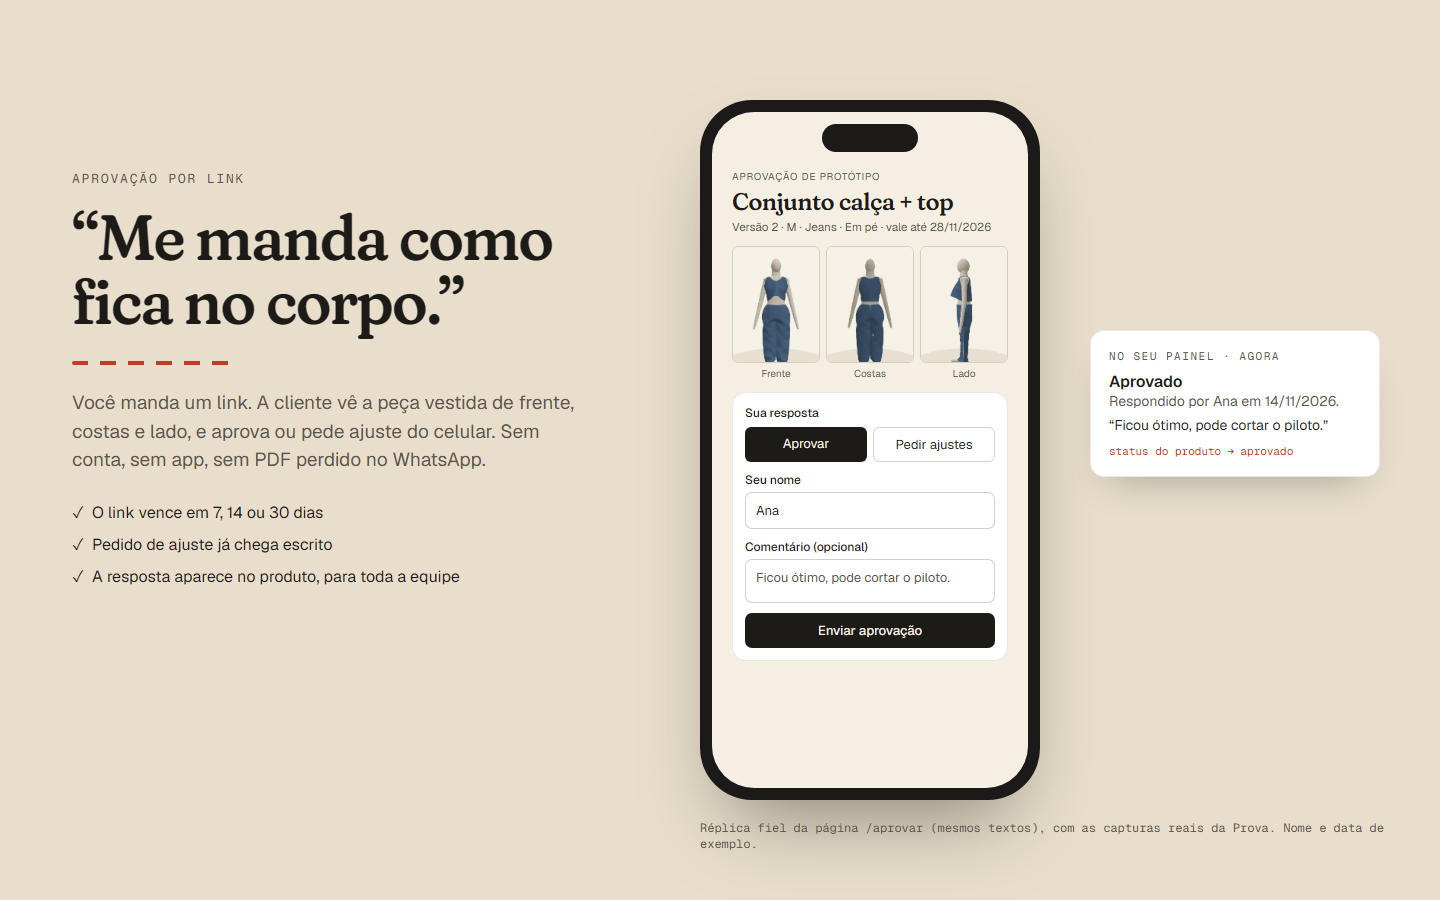 APROVAÇÃO POR LINK
“Me manda como
fica no corpo.”
Você manda um link. A cliente vê a peça vestida de frente,
costas e lado, e aprova ou pede ajuste do celular. Sem
conta, sem app, sem PDF perdido no WhatsApp.
✓ O link vence em 7, 14 ou 30 dias
✓ Pedido de ajuste já chega escrito
✓ A resposta aparece no produto, para toda a equipe
APROVAÇÃO DE PROTÓTIPO
Conjunto calça + top
Versão 2 · M · Jeans · Em pé · vale até 28/11/2026
Frente
Costas
Lado
Sua resposta
Aprovar
Pedir ajustes
Seu nome
Ana
Comentário (opcional)
Ficou ótimo, pode cortar o piloto.
Enviar aprovação
NO SEU PAINEL · AGORA
Aprovado
Respondido por Ana em 14/11/2026.
“Ficou ótimo, pode cortar o piloto.”
status do produto → aprovado
Réplica fiel da página /aprovar (mesmos textos), com as capturas reais da Prova. Nome e data de
exemplo.